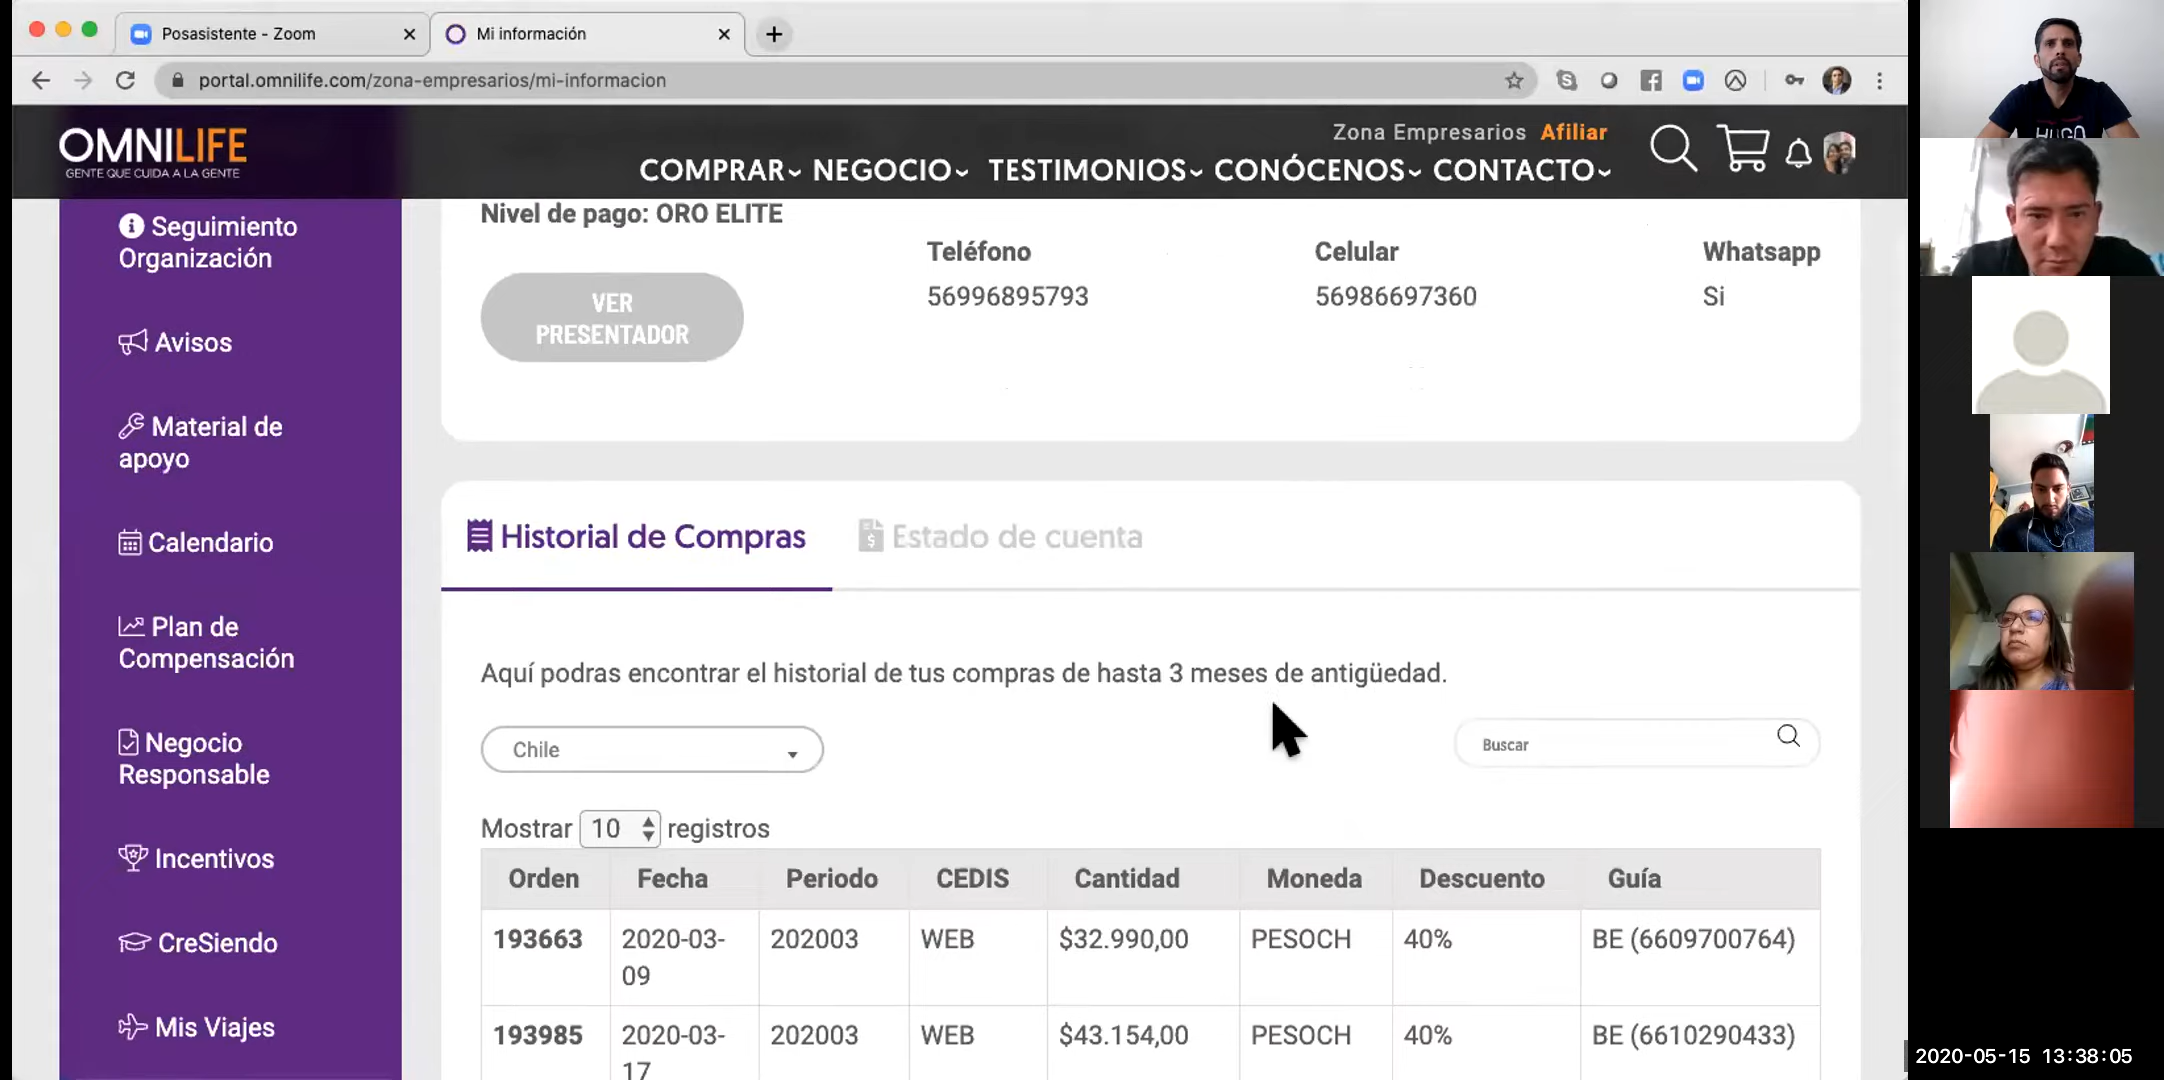 Posasistente - Zoom
Mi información
portal.omnilife.com/zona-empresarios/mi-informacion
OMNILIFE
GENTE QUE CUIDA A LA GENTE
Zona Empresarios Afiliar
COMPRAR NEGOCIO TESTIMONIOS CONÓCENOS CONTACTO
Seguimiento
Organización
Avisos
Material de
apoyo
Calendario
Plan de
Compensación
Negocio
Responsable
Incentivos
CreSiendo
Mis Viajes
Nivel de pago: ORO ELITE
VER
PRESENTADOR
Teléfono Celular Whatsapp
56996895793 56986697360 Si
Historial de Compras Estado de cuenta
Aquí podras encontrar el historial de tus compras de hasta 3 meses de antigüedad.
Chile
Buscar
Mostrar 10 registros
Orden Fecha Periodo CEDIS Cantidad Moneda Descuento Guía
193663 2020-03-09 202003 WEB $32.990,00 PESOCH 40% BE (6609700764)
193985 2020-03-17 202003 WEB $43.154,00 PESOCH 40% BE (6610290433)
HUGO
2020-05-15 13:38:05